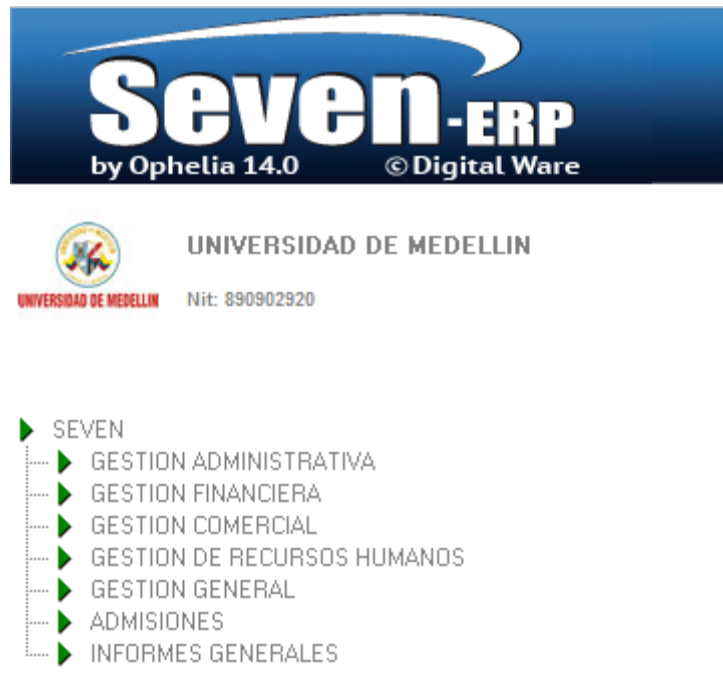 Seven-ERP
by Ophelia 14.0 © Digital Ware
UNIVERSIDAD DE MEDELLIN
UNIVERSIDAD DE MEDELLIN
Nit: 890902920
SEVEN
GESTION ADMINISTRATIVA
GESTION FINANCIERA
GESTION COMERCIAL
GESTION DE RECURSOS HUMANOS
GESTION GENERAL
ADMISIONES
INFORMES GENERALES